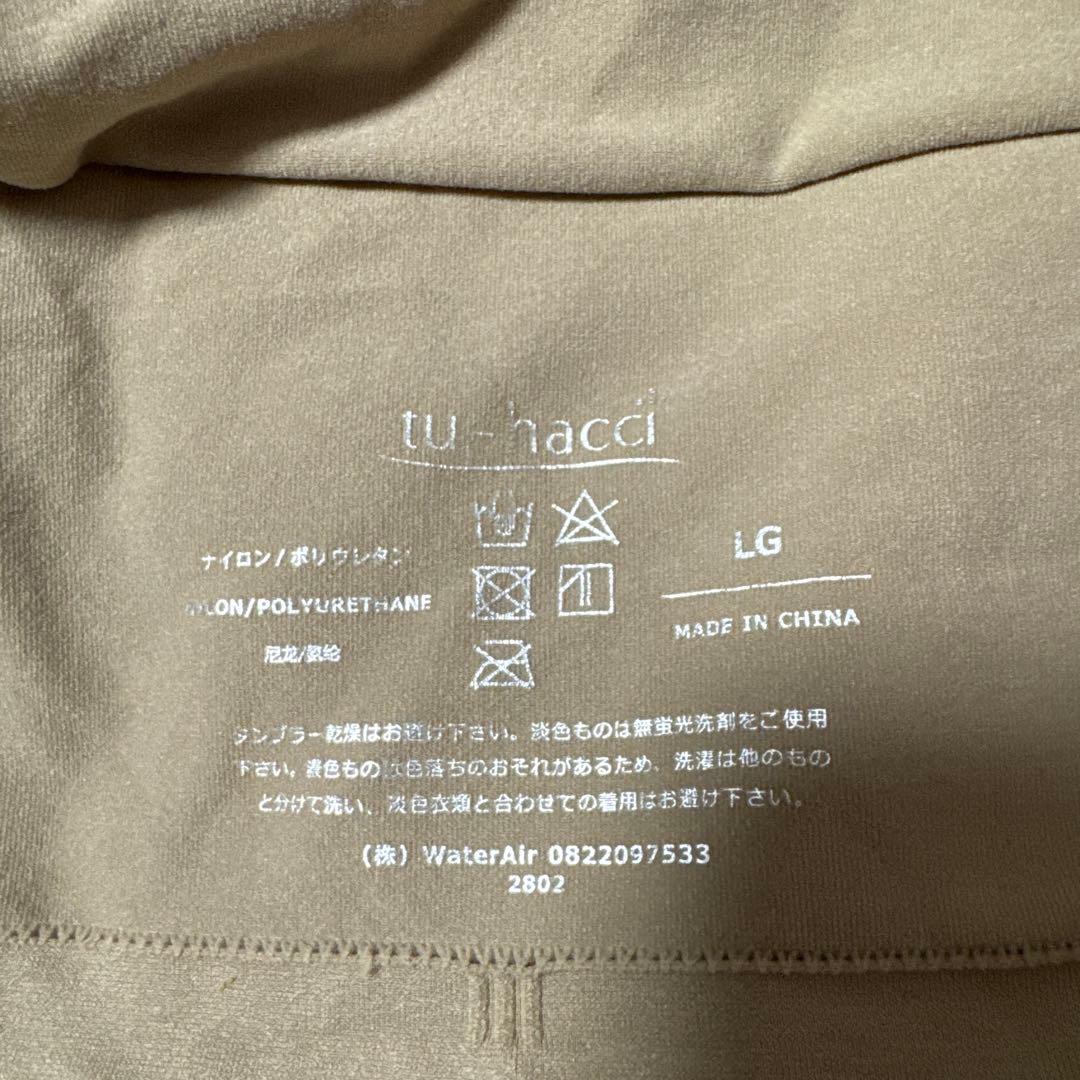 tu-hacci
ナイロン/ポリウレタン
NYLON/POLYURETHANE
尼龙/氨纶
LG
MADE IN CHINA
タンブラー乾燥はお避け下さい。淡色ものは無蛍光洗剤をご使用
下さい。濃色ものは色落ちのおそれがあるため、洗濯は他のもの
と分けて洗い、淡色衣類と合わせての着用はお避け下さい。
(株) WaterAir 0822097533
2802